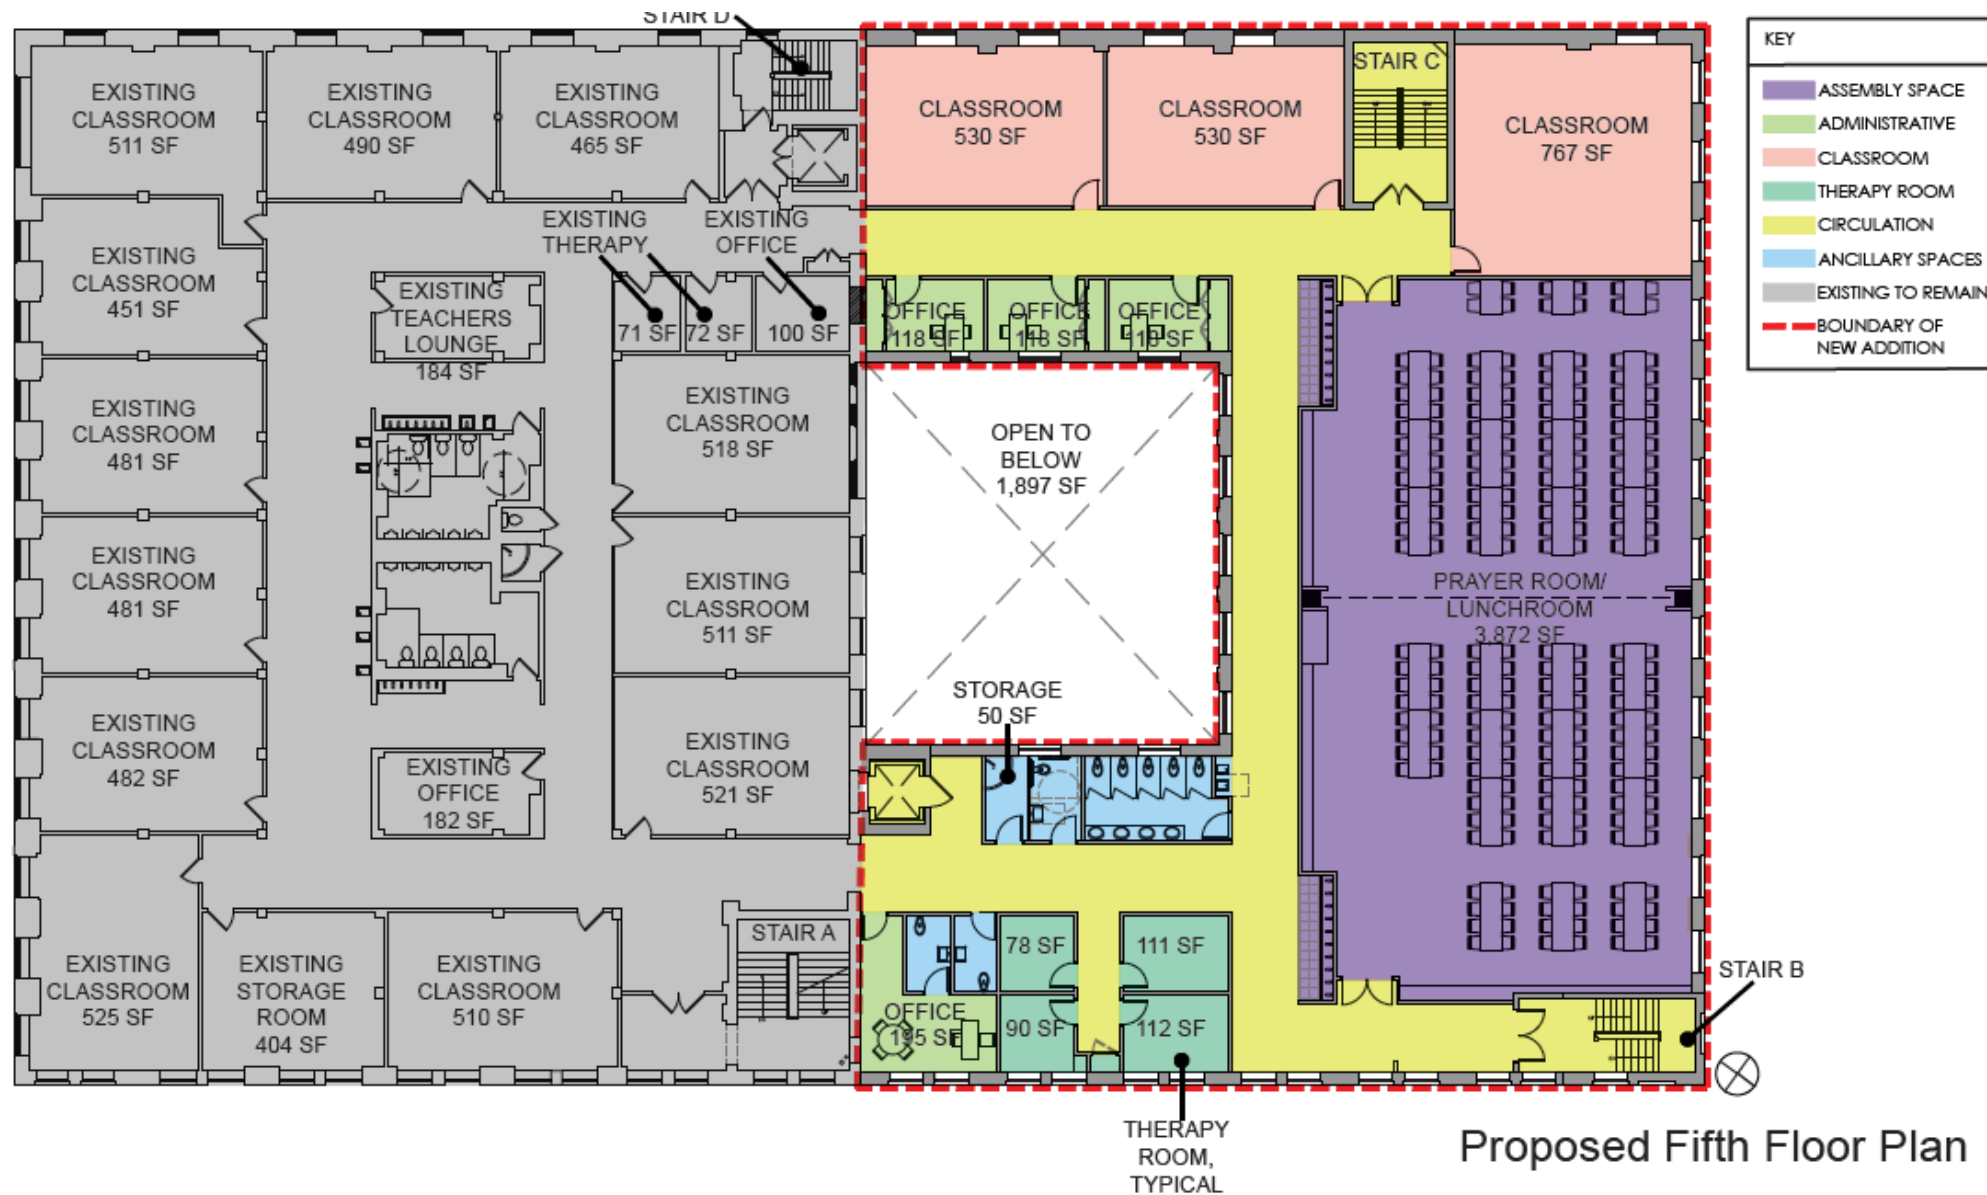 STAIR D
EXISTING
CLASSROOM
511 SF
EXISTING
CLASSROOM
490 SF
EXISTING
CLASSROOM
465 SF
CLASSROOM
530 SF
CLASSROOM
530 SF
STAIR C
CLASSROOM
767 SF
KEY
ASSEMBLY SPACE
ADMINISTRATIVE
CLASSROOM
THERAPY ROOM
CIRCULATION
ANCILLARY SPACES
EXISTING TO REMAIN
BOUNDARY OF
NEW ADDITION
EXISTING
CLASSROOM
451 SF
EXISTING
THERAPY
EXISTING
OFFICE
EXISTING
TEACHERS
LOUNGE
184 SF
71 SF
72 SF
100 SF
OFFICE
118 SF
OFFICE
118 SF
OFFICE
118 SF
EXISTING
CLASSROOM
481 SF
EXISTING
CLASSROOM
518 SF
OPEN TO
BELOW
1,897 SF
EXISTING
CLASSROOM
481 SF
EXISTING
CLASSROOM
511 SF
PRAYER ROOM/
LUNCHROOM
3,872 SF
EXISTING
CLASSROOM
482 SF
EXISTING
OFFICE
182 SF
EXISTING
CLASSROOM
521 SF
STORAGE
50 SF
EXISTING
CLASSROOM
525 SF
EXISTING
STORAGE
ROOM
404 SF
EXISTING
CLASSROOM
510 SF
STAIR A
OFFICE
195 SF
78 SF
111 SF
90 SF
112 SF
STAIR B
THERAPY
ROOM,
TYPICAL
Proposed Fifth Floor Plan